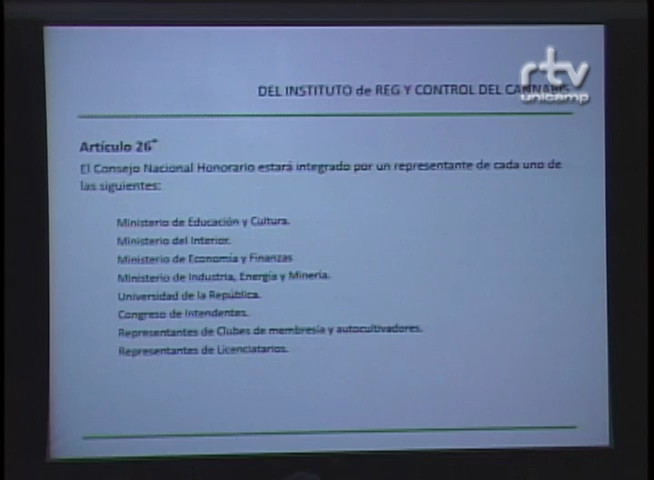 rtv
unicamp
DEL INSTITUTO de REG Y CONTROL DEL CANNABIS
Artículo 26°
El Consejo Nacional Honorario estará integrado por un representante de cada uno de
las siguientes:
Ministerio de Educación y Cultura.
Ministerio del Interior.
Ministerio de Economía y Finanzas
Ministerio de Industria, Energía y Minería.
Universidad de la República.
Congreso de Intendentes.
Representantes de Clubes de membresía y autocultivadores.
Representantes de Licenciatarios.